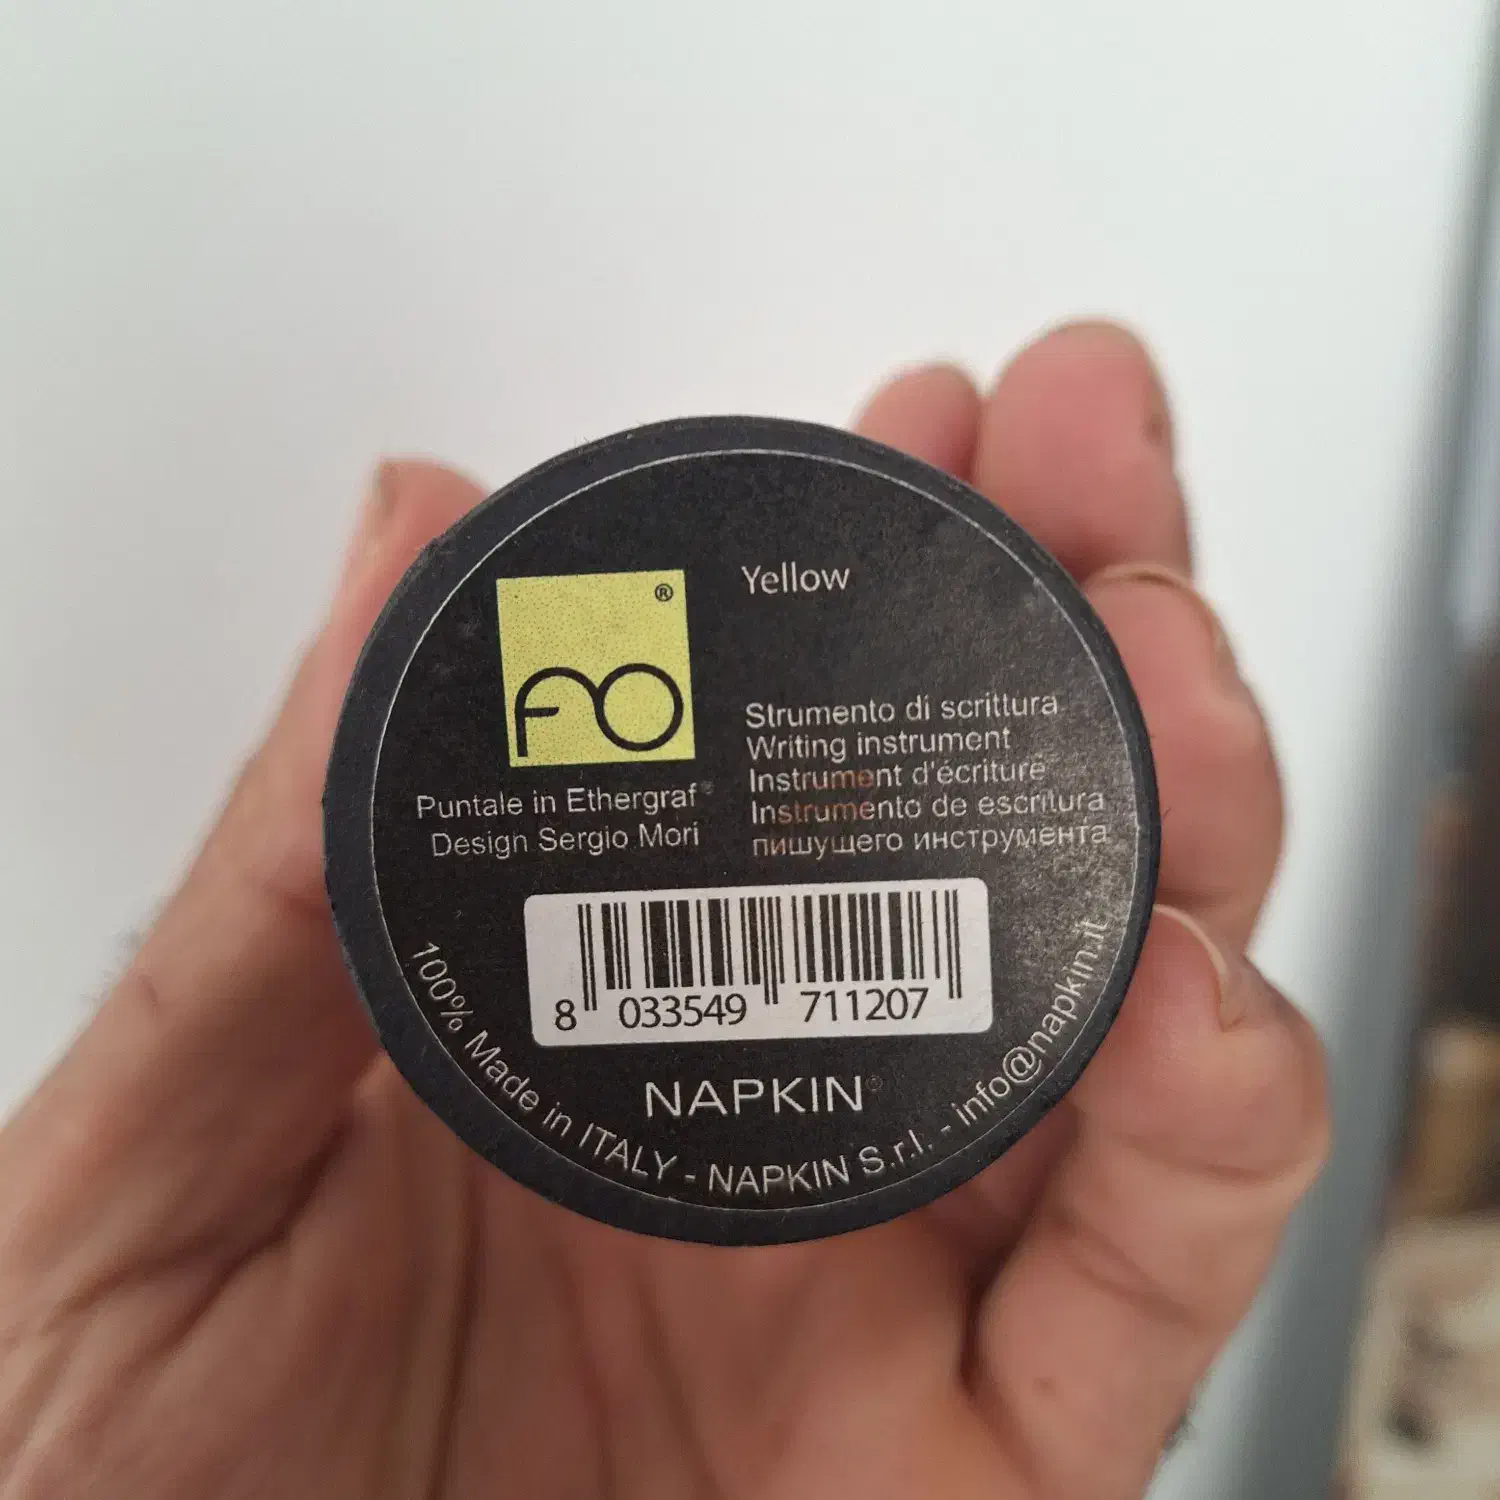 ®
Yellow
Puntale in Ethergraf®
Design Sergio Mori
Strumento di scrittura
Writing instrument
Instrument d'écriture
Instrumento de escritura
пишущего инструмента
8 033549 711207
NAPKIN®
100% Made in ITALY - NAPKIN S.r.l. - info@napkin.it